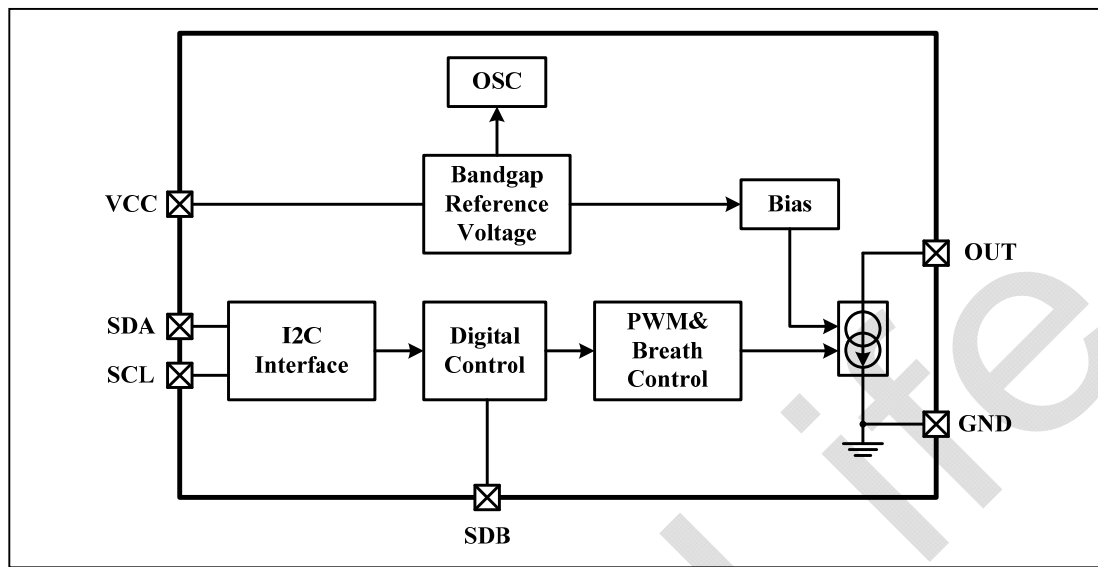 OSC
VCC
Bandgap
Reference
Voltage
Bias
OUT
SDA
SCL
I2C
Interface
Digital
Control
PWM&
Breath
Control
GND
SDB